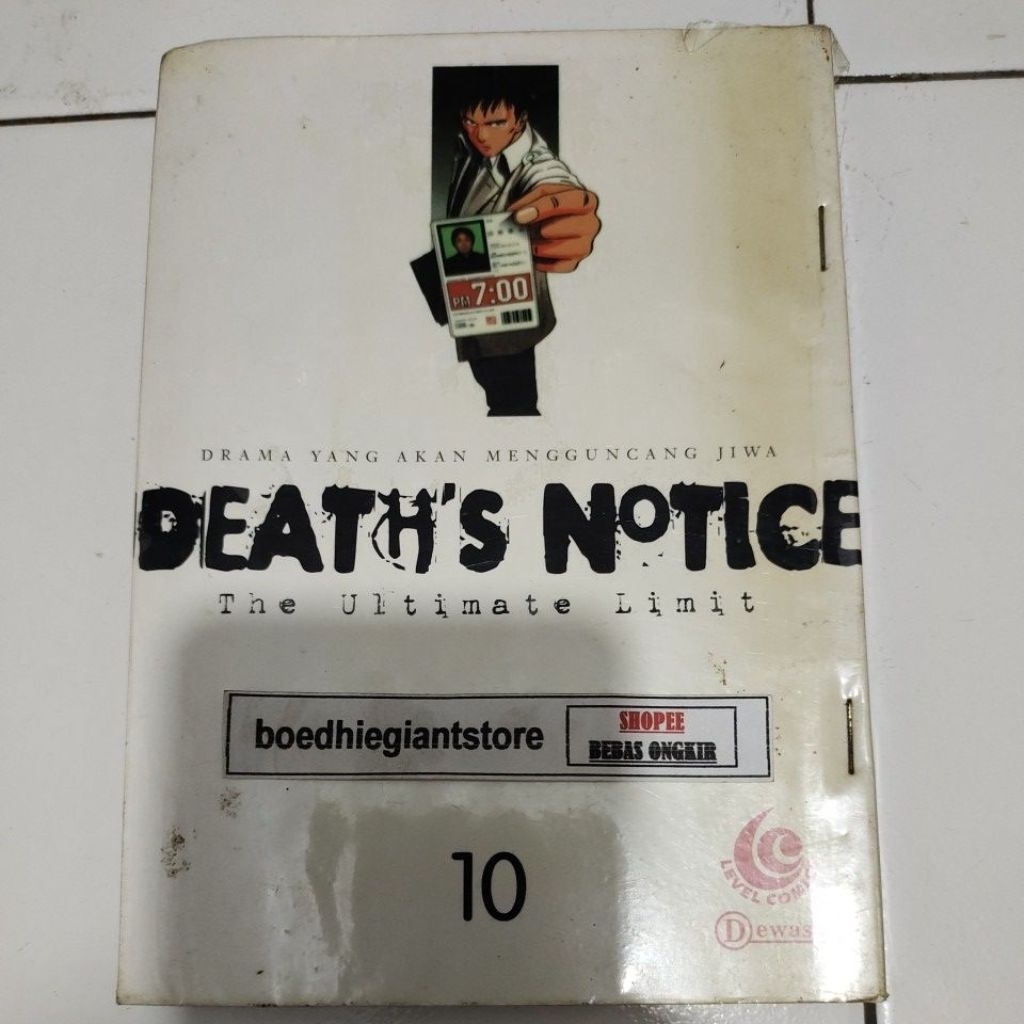 PM 7:00
DRAMA YANG AKAN MENGGUNCANG JIWA
DEATH'S NOTICE
The Ultimate Limit
boedhiegiantstore
SHOPEE
BEBAS ONGKIR
10
LEVEL COMIC
Dewas